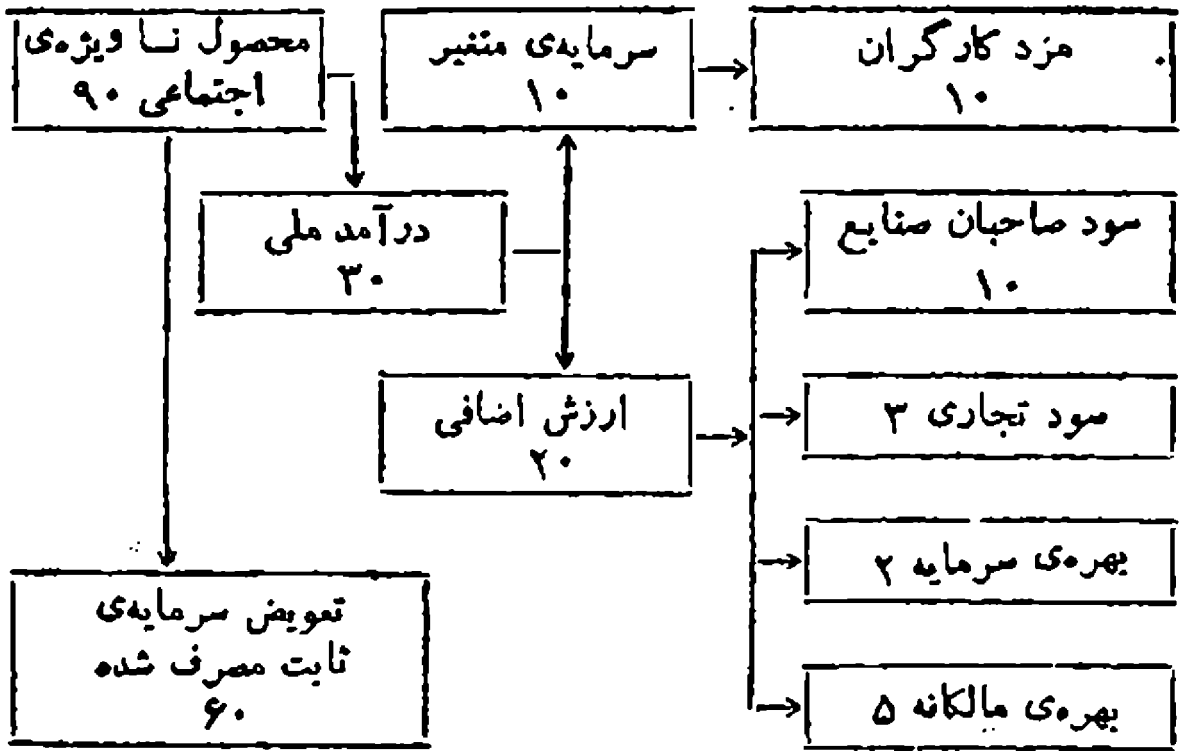 محصول نا ویژه‌ی
اجتماعی ۹۰
سرمایه‌ی متغیر
۱۰
مزد کارگران
۱۰
درآمد ملی
۳۰
سود صاحبان صنایع
۱۰
ارزش اضافی
۲۰
سود تجاری ۳
بهره‌ی سرمایه ۲
تعویض سرمایه‌ی
ثابت مصرف شده
۶۰
بهره‌ی مالکانه ۵